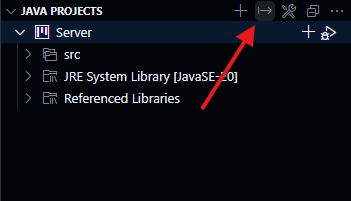 JAVA PROJECTS
Server
src
JRE System Library [JavaSE-20]
Referenced Libraries